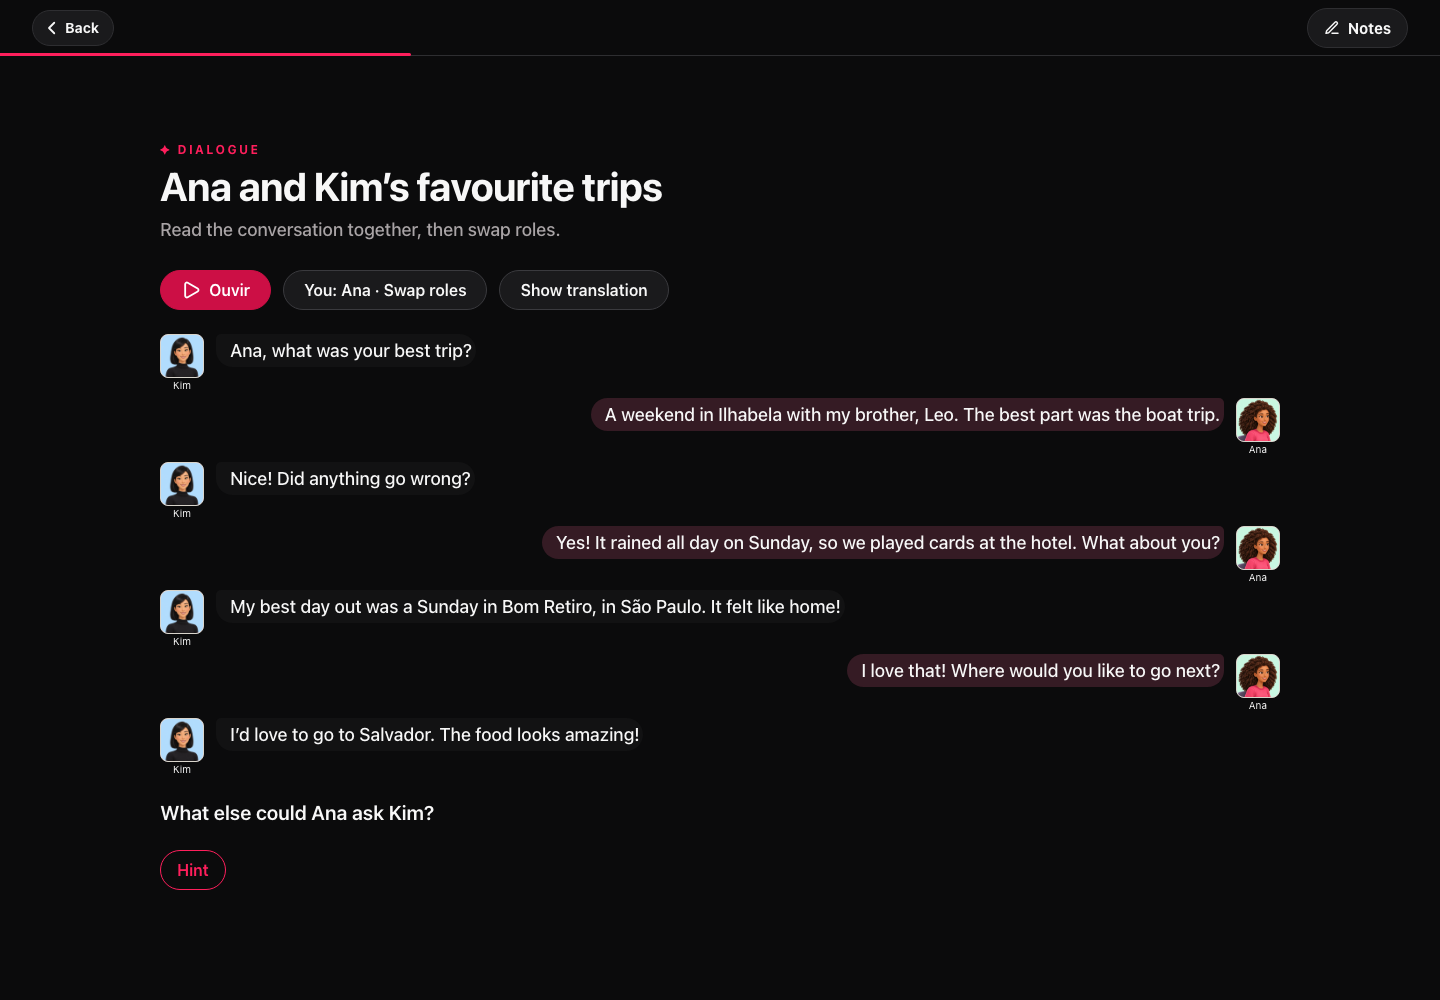 Back
Notes
DIALOGUE
Ana and Kim’s favourite trips
Read the conversation together, then swap roles.
Ouvir
You: Ana · Swap roles
Show translation
Ana, what was your best trip?
Kim
A weekend in Ilhabela with my brother, Leo. The best part was the boat trip.
Ana
Nice! Did anything go wrong?
Kim
Yes! It rained all day on Sunday, so we played cards at the hotel. What about you?
Ana
My best day out was a Sunday in Bom Retiro, in São Paulo. It felt like home!
Kim
I love that! Where would you like to go next?
Ana
I’d love to go to Salvador. The food looks amazing!
Kim
What else could Ana ask Kim?
Hint